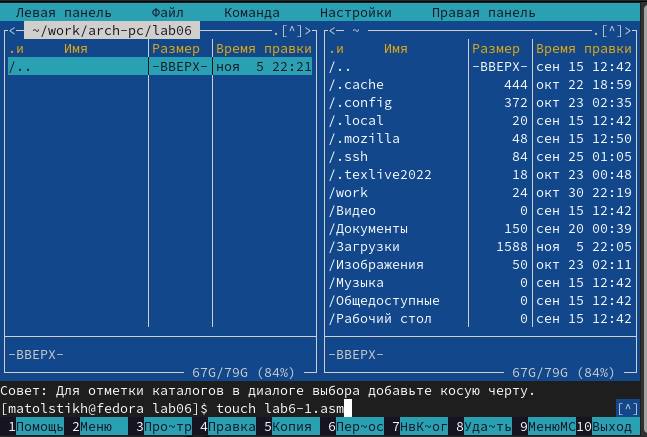 Левая панель Файл Команда Настройки Правая панель
<─ ~/work/arch-pc/lab06 ─.[^]> <─ ~ ─.[^]>
.и Имя Размер Время правки .и Имя Размер Время правки
/.. -ВВЕРХ- ноя 5 22:21 /.. -ВВЕРХ- сен 15 12:42
/.cache 444 окт 22 18:59
/.config 372 окт 23 02:35
/.local 20 сен 15 12:42
/.mozilla 48 сен 15 12:50
/.ssh 84 сен 25 01:05
/.texlive2022 18 окт 23 00:48
/work 24 окт 30 22:19
/Видео 0 сен 15 12:42
/Документы 150 сен 20 00:39
/Загрузки 1588 ноя 5 22:05
/Изображения 50 окт 23 02:11
/Музыка 0 сен 15 12:42
/Общедоступные 0 сен 15 12:42
/Рабочий стол 0 сен 15 12:42
-ВВЕРХ- -ВВЕРХ-
67G/79G (84%) 67G/79G (84%)
Совет: Для отметки каталогов в диалоге выбора добавьте косую черту.
[matolstikh@fedora lab06]$ touch lab6-1.asm [^]
1Помощь 2Меню 3Про~тр 4Правка 5Копия 6Пер~ос 7НвК~ог 8Уда~ть 9МенюМС 10Выход